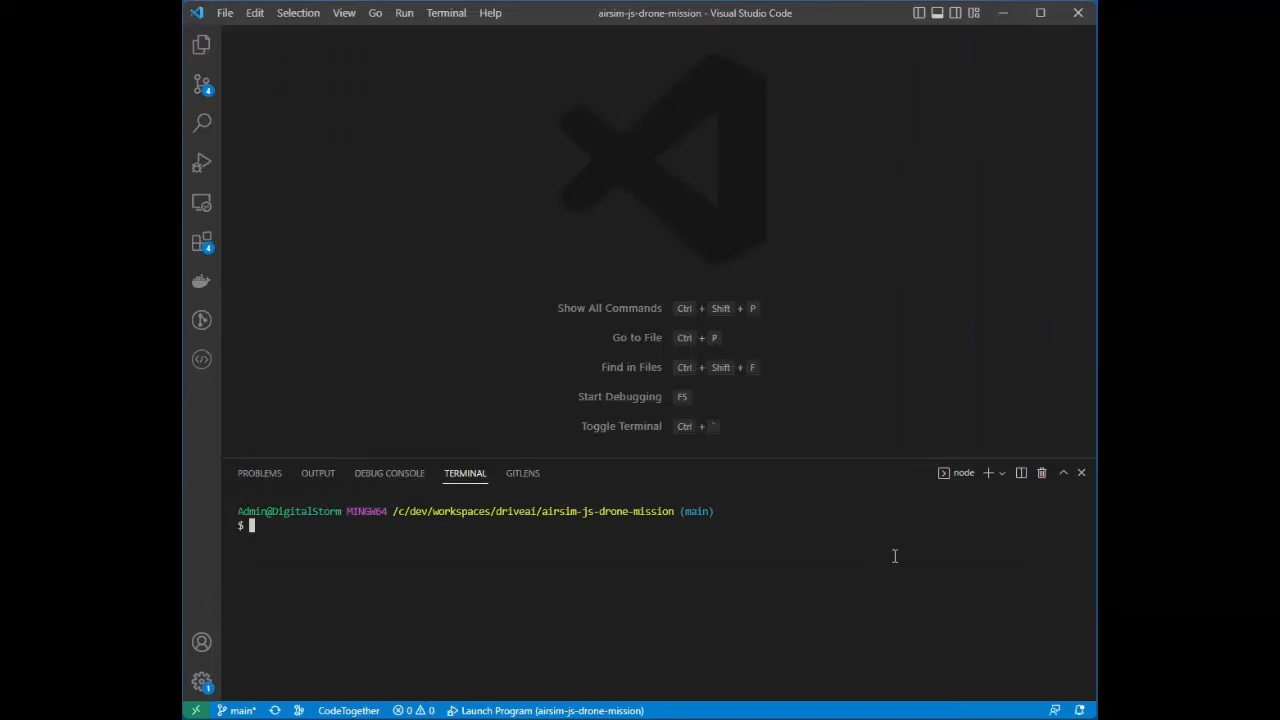 File Edit Selection View Go Run Terminal Help airsim-js-drone-mission - Visual Studio Code
4
4
Show All Commands Ctrl + Shift + P
Go to File Ctrl + P
Find in Files Ctrl + Shift + F
Start Debugging F5
Toggle Terminal Ctrl + `
PROBLEMS OUTPUT DEBUG CONSOLE TERMINAL GITLENS node
Admin@DigitalStorm MINGW64 /c/dev/workspaces/driveai/airsim-js-drone-mission (main)
$
1
main* CodeTogether 0 0 Launch Program (airsim-js-drone-mission)